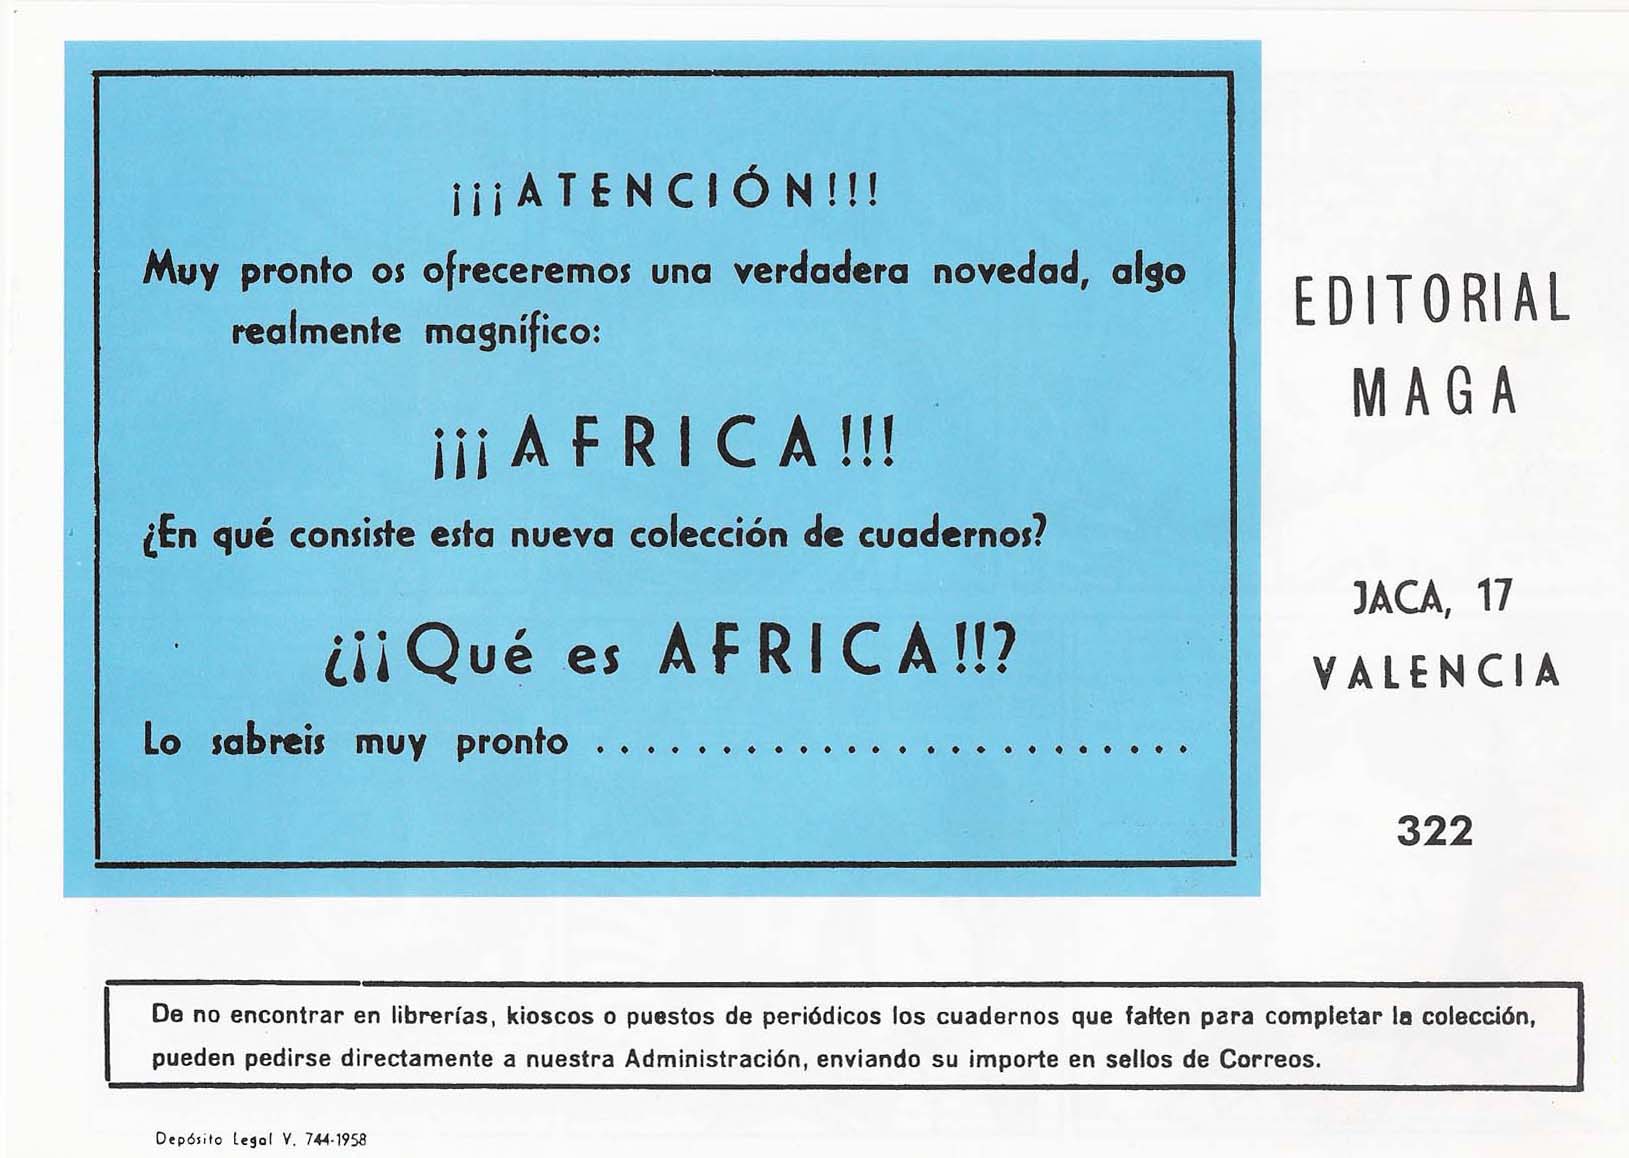 ¡¡¡ATENCIÓN!!!
Muy pronto os ofreceremos una verdadera novedad, algo
realmente magnífico:
¡¡¡AFRICA!!!
¿En qué consiste esta nueva colección de cuadernos?
¿¡¡Qué es AFRICA!!?
Lo sabreis muy pronto .......................
EDITORIAL
MAGA
JACA, 17
VALENCIA
322
De no encontrar en librerías, kioscos o puestos de periódicos los cuadernos que falten para completar la colección,
pueden pedirse directamente a nuestra Administración, enviando su importe en sellos de Correos.
Depósito Legal V. 744-1958